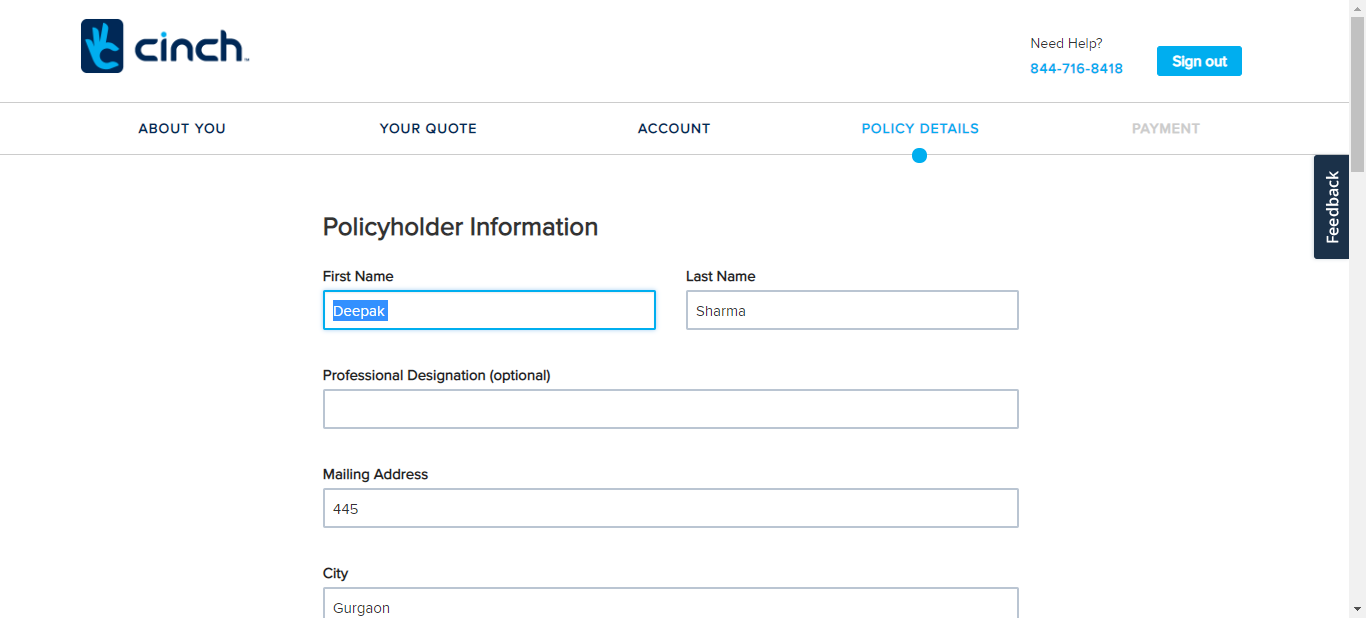 cinch™
Need Help?
844-716-8418
Sign out
ABOUT YOU
YOUR QUOTE
ACCOUNT
POLICY DETAILS
PAYMENT
Feedback
Policyholder Information
First Name
Last Name
Deepak
Sharma
Professional Designation (optional)
Mailing Address
445
City
Gurgaon